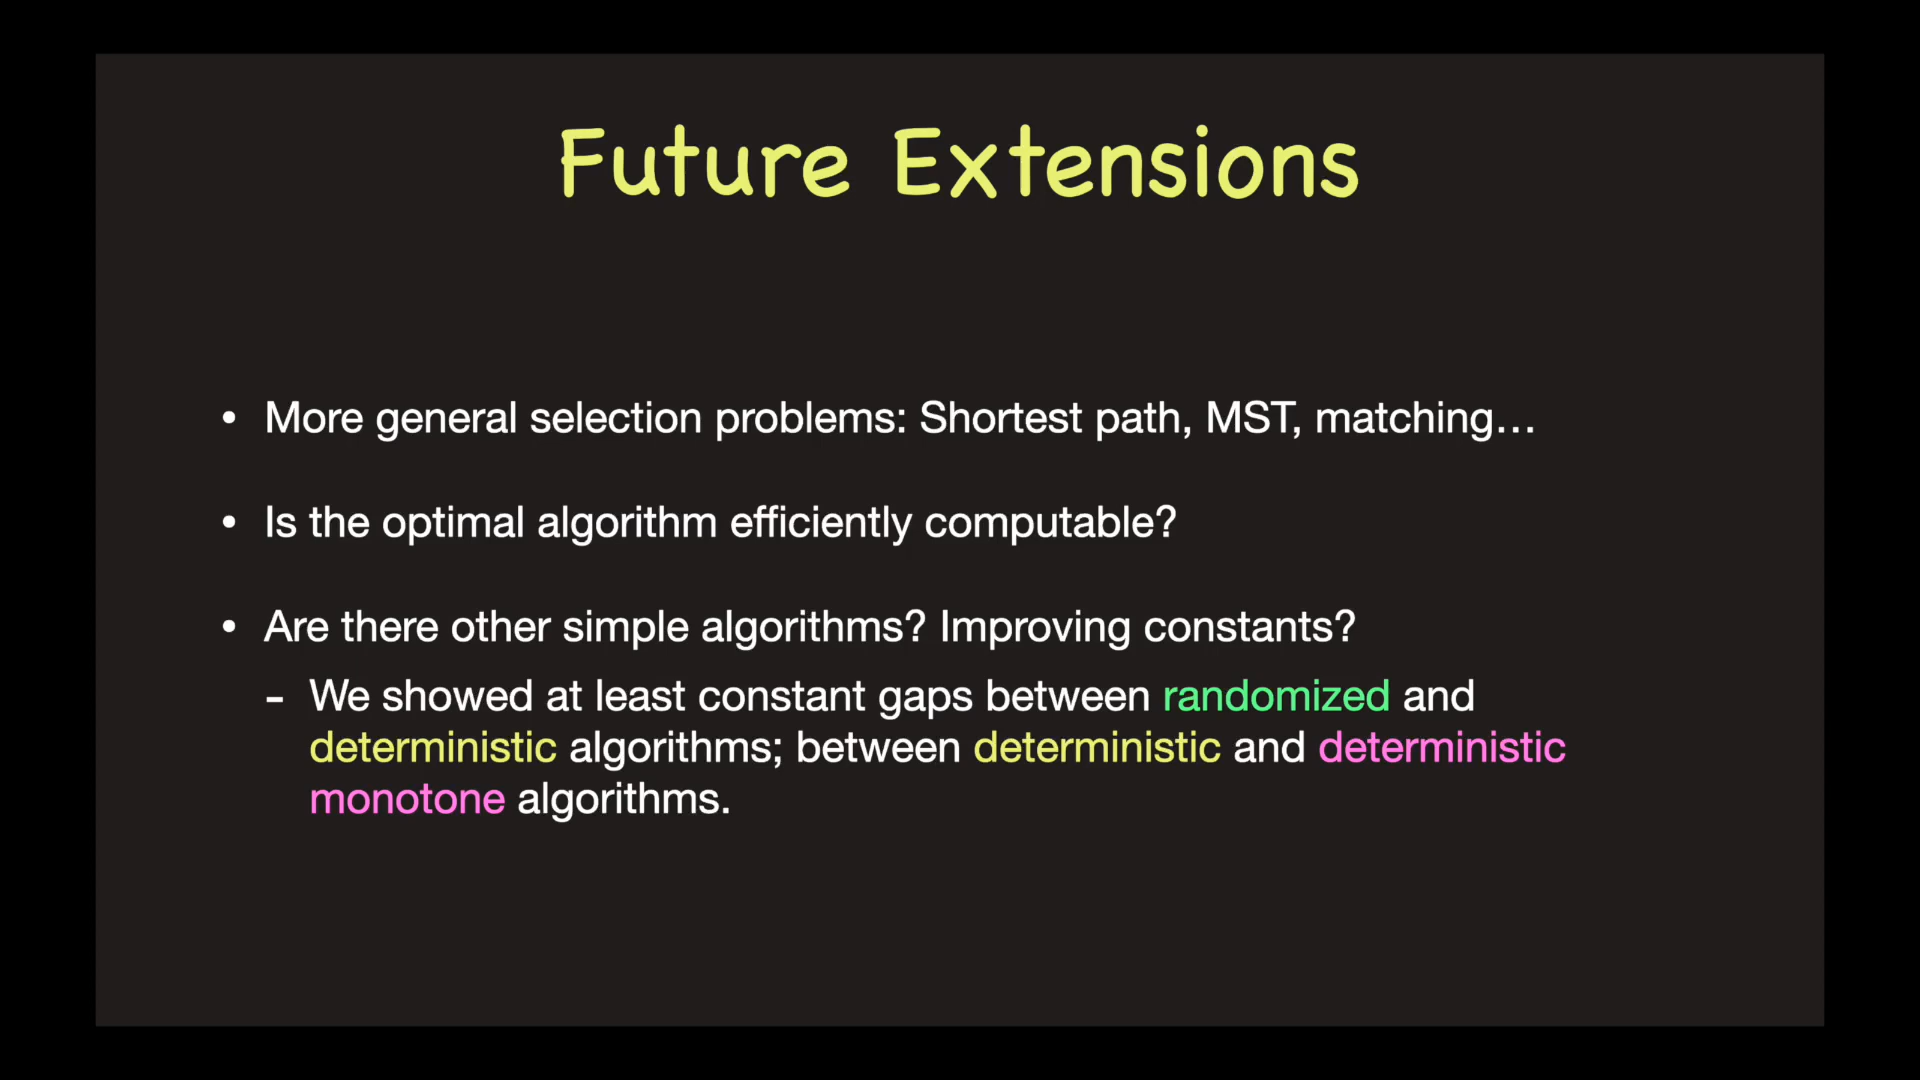 Future Extensions
• More general selection problems: Shortest path, MST, matching…
• Is the optimal algorithm efficiently computable?
• Are there other simple algorithms? Improving constants?
- We showed at least constant gaps between randomized and
deterministic algorithms; between deterministic and deterministic
monotone algorithms.